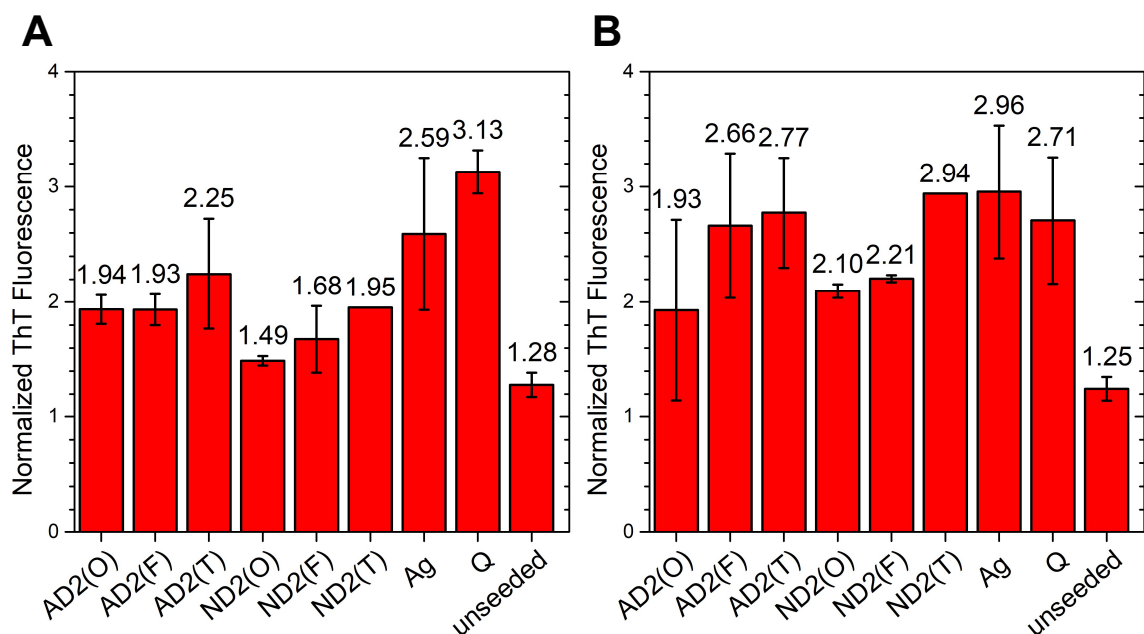 A
B
Normalized ThT Fluorescence
4
3
2
1
0
1.94
1.93
2.25
1.49
1.68
1.95
2.59
3.13
1.28
AD2(O)
AD2(F)
AD2(T)
ND2(O)
ND2(F)
ND2(T)
Ag
Q
unseeded
Normalized ThT Fluorescence
4
3
2
1
0
1.93
2.66
2.77
2.10
2.21
2.94
2.96
2.71
1.25
AD2(O)
AD2(F)
AD2(T)
ND2(O)
ND2(F)
ND2(T)
Ag
Q
unseeded